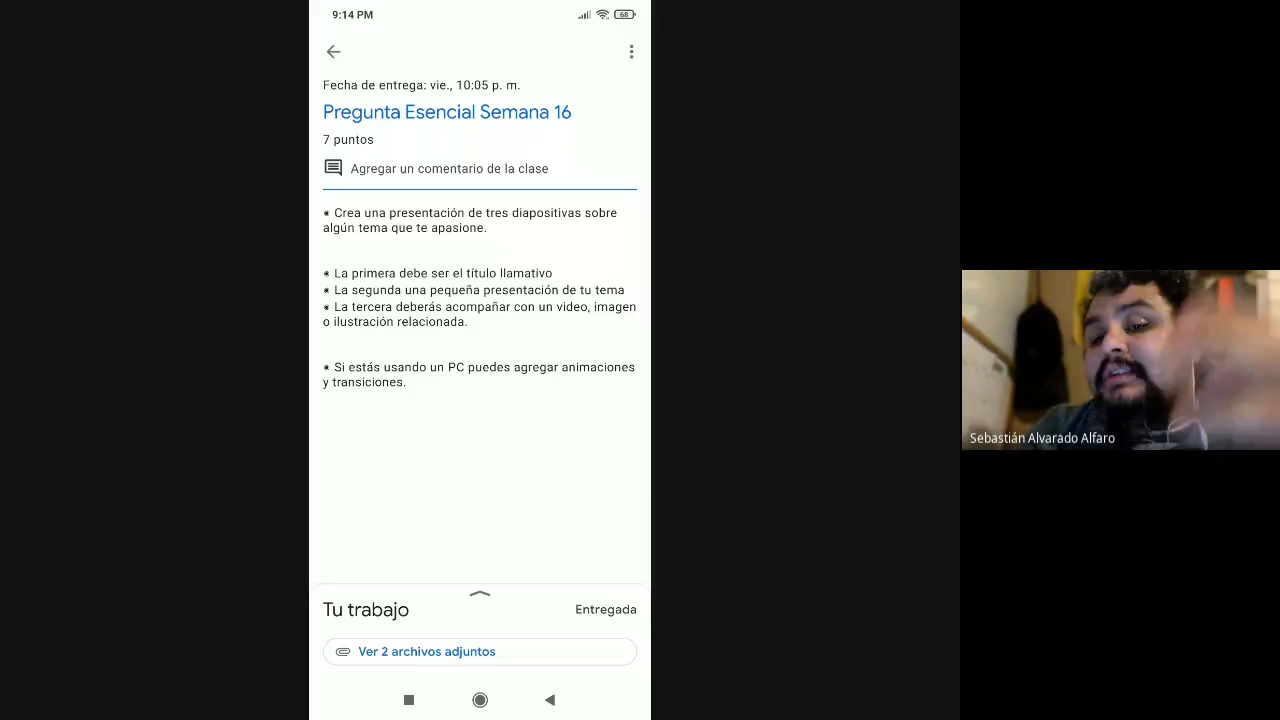 9:14 PM
68
Fecha de entrega: vie., 10:05 p. m.
Pregunta Esencial Semana 16
7 puntos
Agregar un comentario de la clase
⁕ Crea una presentación de tres diapositivas sobre
algún tema que te apasione.
⁕ La primera debe ser el título llamativo
⁕ La segunda una pequeña presentación de tu tema
⁕ La tercera deberás acompañar con un video, imagen
o ilustración relacionada.
⁕ Si estás usando un PC puedes agregar animaciones
y transiciones.
Tu trabajo
Entregada
Ver 2 archivos adjuntos
Sebastián Alvarado Alfaro